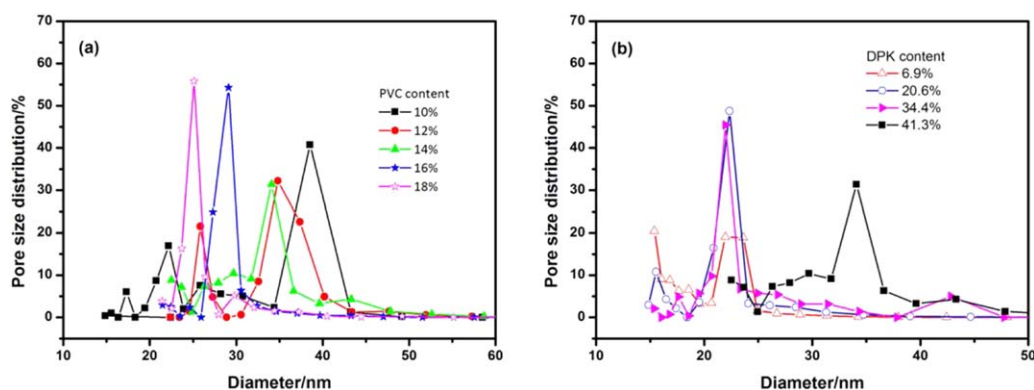 (a)
PVC content
10%
12%
14%
16%
18%
Pore size distribution/%
70
60
50
40
30
20
10
0
10 20 30 40 50 60
Diameter/nm
(b)
DPK content
6.9%
20.6%
34.4%
41.3%
Pore size distribution/%
70
60
50
40
30
20
10
0
10 20 30 40 50
Diameter/nm